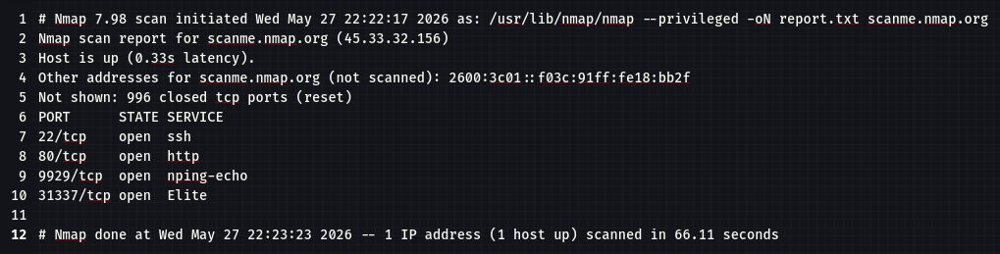 1 # Nmap 7.98 scan initiated Wed May 27 22:22:17 2026 as: /usr/lib/nmap/nmap --privileged -oN report.txt scanme.nmap.org
2 Nmap scan report for scanme.nmap.org (45.33.32.156)
3 Host is up (0.33s latency).
4 Other addresses for scanme.nmap.org (not scanned): 2600:3c01::f03c:91ff:fe18:bb2f
5 Not shown: 996 closed tcp ports (reset)
6 PORT      STATE SERVICE
7 22/tcp    open  ssh
8 80/tcp    open  http
9 9929/tcp  open  nping-echo
10 31337/tcp open  Elite
11
12 # Nmap done at Wed May 27 22:23:23 2026 -- 1 IP address (1 host up) scanned in 66.11 seconds